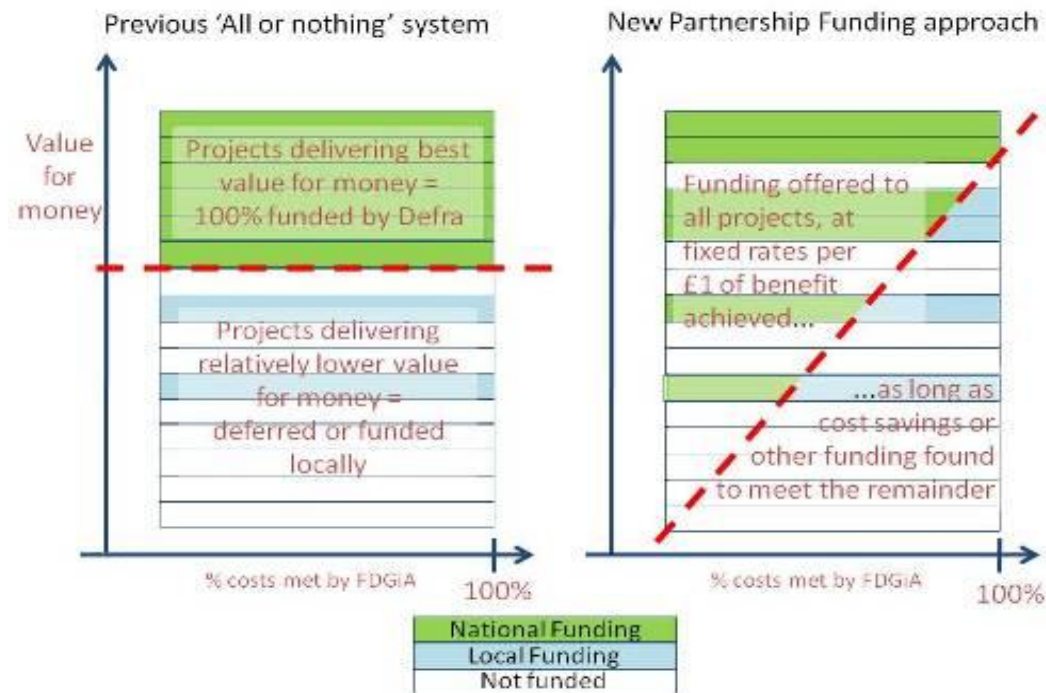 Previous 'All or nothing' system
New Partnership Funding approach
Value
for
money
Projects delivering best
value for money =
100% funded by Defra
Projects delivering
relatively lower value
for money =
deferred or funded
locally
% costs met by FDGiA
100%
Funding offered to
all projects, at
fixed rates per
£1 of benefit
achieved...
...as long as
cost savings or
other funding found
to meet the remainder
% costs met by FDGiA
100%
National Funding
Local Funding
Not funded